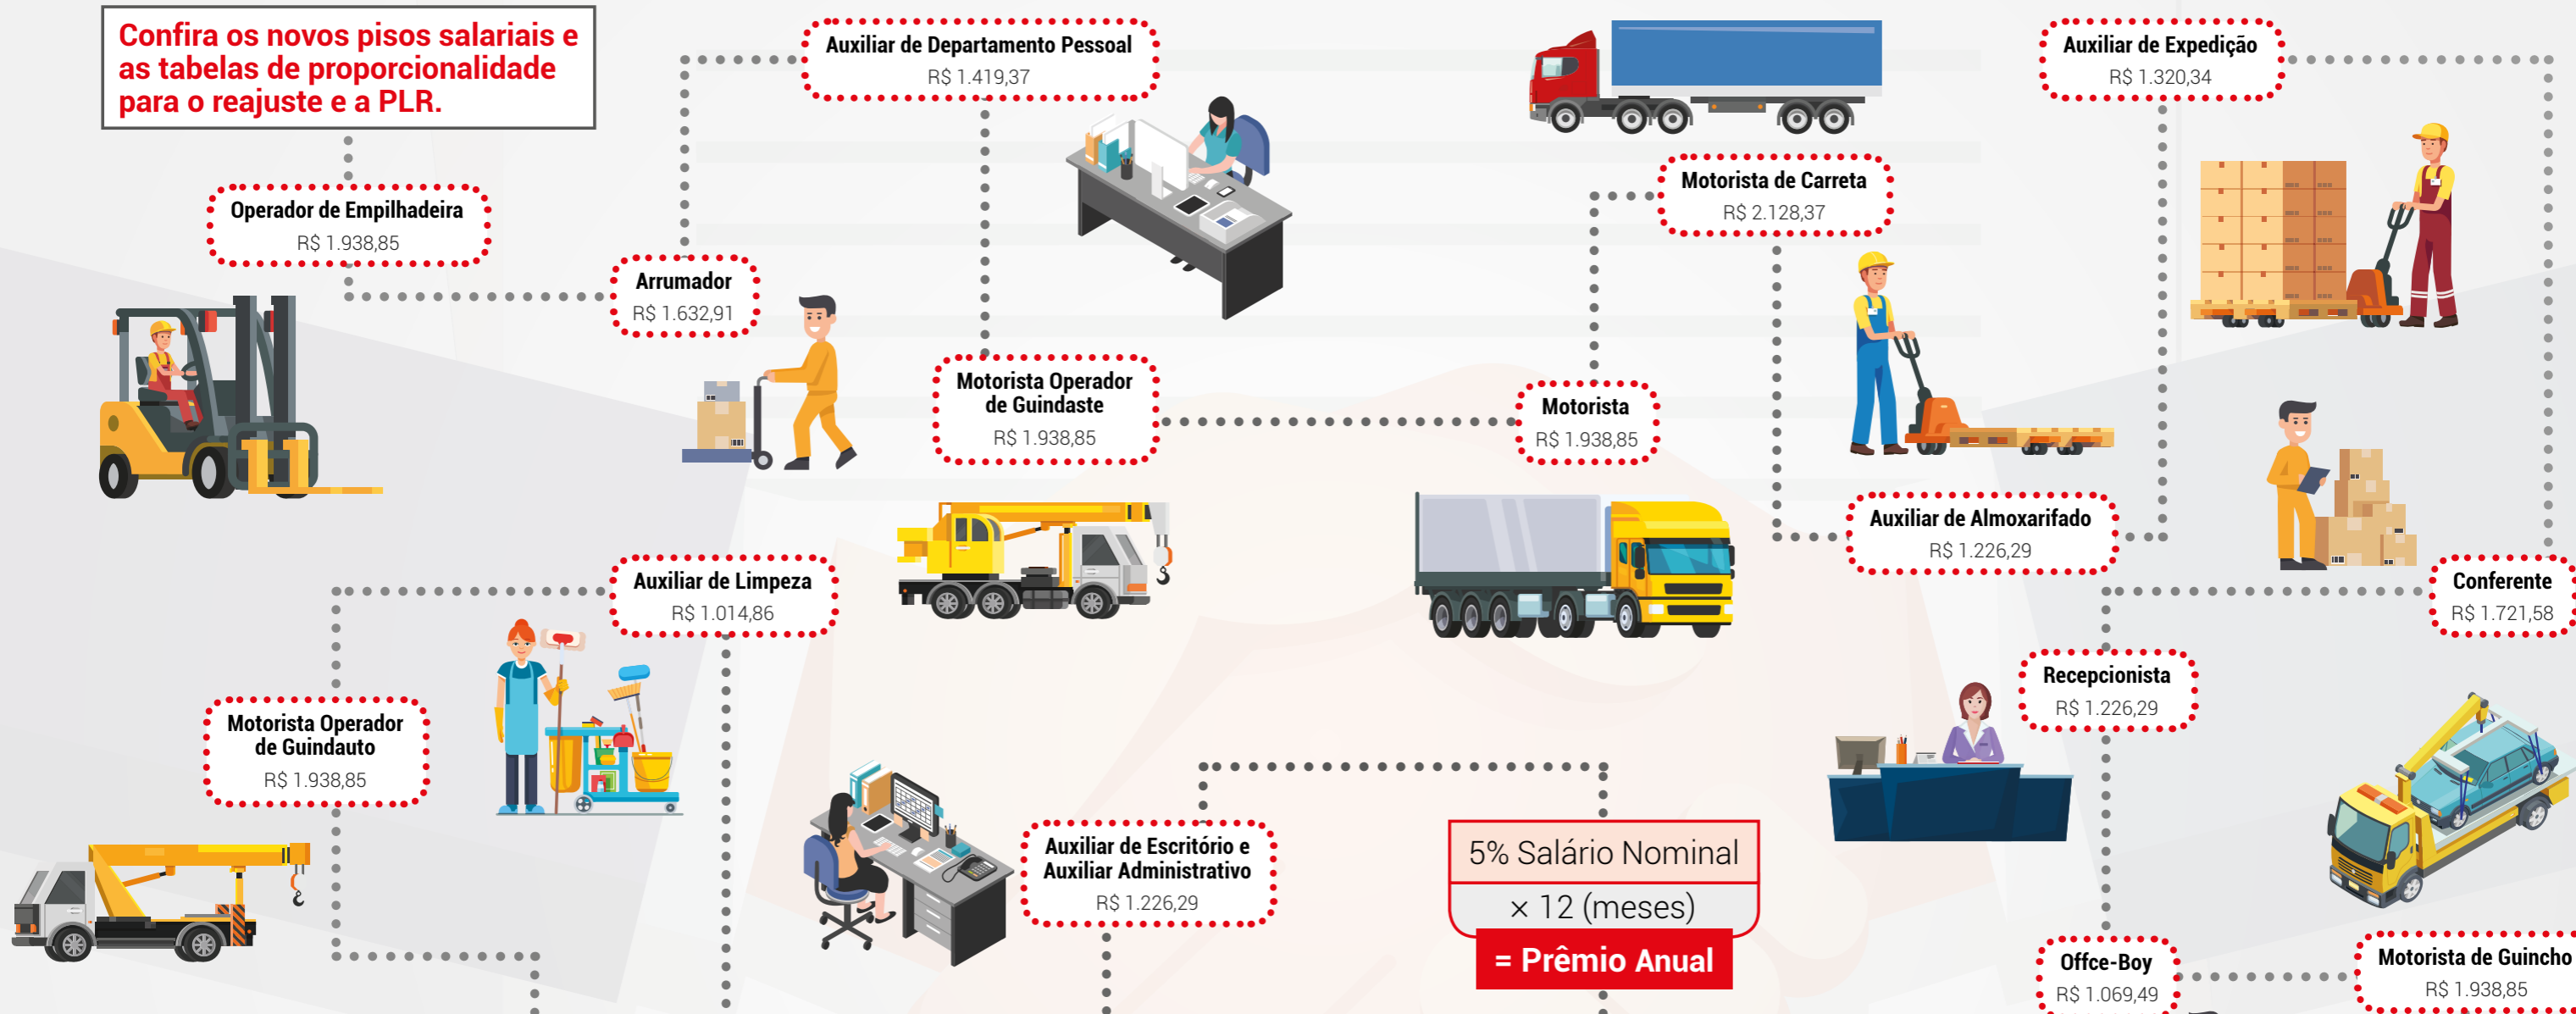 Confira os novos pisos salariais e
as tabelas de proporcionalidade
para o reajuste e a PLR.
Operador de Empilhadeira
R$ 1.938,85
Arrumador
R$ 1.632,91
Auxiliar de Departamento Pessoal
R$ 1.419,37
Motorista Operador
de Guindaste
R$ 1.938,85
Motorista
R$ 1.938,85
Motorista de Carreta
R$ 2.128,37
Auxiliar de Almoxarifado
R$ 1.226,29
Auxiliar de Expedição
R$ 1.320,34
Conferente
R$ 1.721,58
Recepcionista
R$ 1.226,29
Offce-Boy
R$ 1.069,49
Motorista de Guincho
R$ 1.938,85
Auxiliar de Limpeza
R$ 1.014,86
Motorista Operador
de Guindauto
R$ 1.938,85
Auxiliar de Escritório e
Auxiliar Administrativo
R$ 1.226,29
5% Salário Nominal
× 12 (meses)
= Prêmio Anual